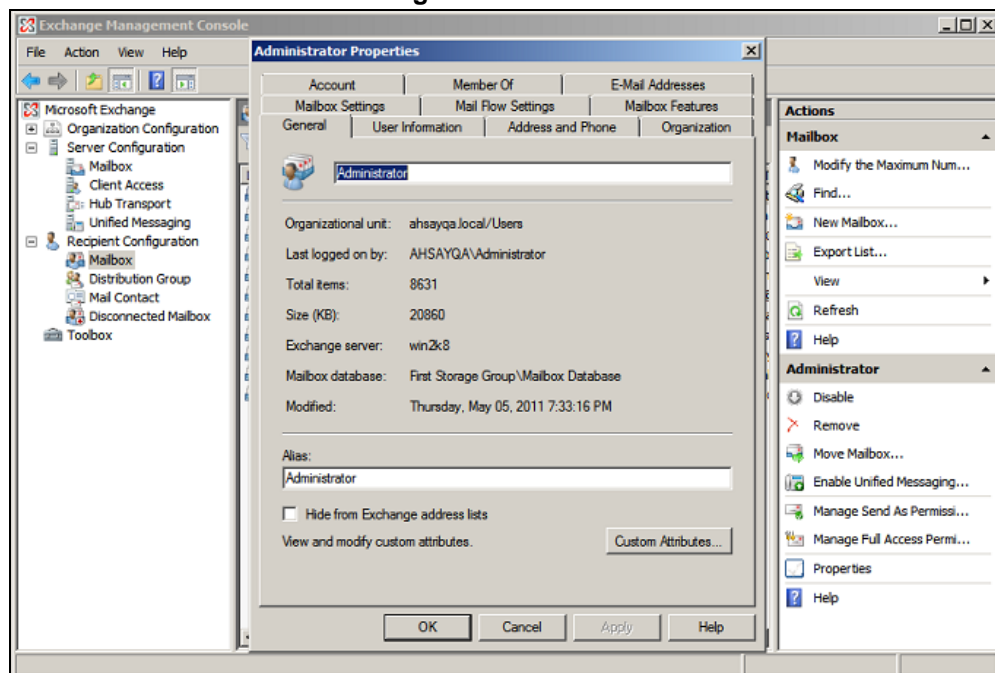 Exchange Management Console
File Action View Help
Microsoft Exchange
Organization Configuration
Server Configuration
Mailbox
Client Access
Hub Transport
Unified Messaging
Recipient Configuration
Mailbox
Distribution Group
Mail Contact
Disconnected Mailbox
Toolbox
Administrator Properties
Account Member Of E-Mail Addresses
Mailbox Settings Mail Flow Settings Mailbox Features
General User Information Address and Phone Organization
Administrator
Organizational unit: ahsayqa.local/Users
Last logged on by: AHSAYQA\Administrator
Total items: 8631
Size (KB): 20860
Exchange server: win2k8
Mailbox database: First Storage Group\Mailbox Database
Modified: Thursday, May 05, 2011 7:33:16 PM
Alias:
Administrator
Hide from Exchange address lists
View and modify custom attributes. Custom Attributes...
OK Cancel Apply Help
Actions
Mailbox
Modify the Maximum Num...
Find...
New Mailbox...
Export List...
View
Refresh
Help
Administrator
Disable
Remove
Move Mailbox...
Enable Unified Messaging...
Manage Send As Permissi...
Manage Full Access Permi...
Properties
Help